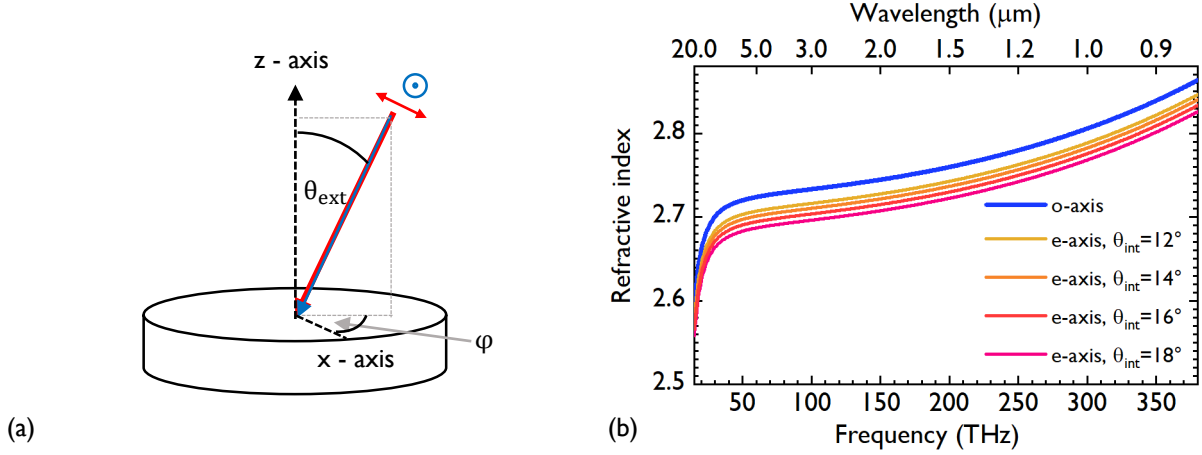 z - axis
θext
φ
x - axis
(a)
Wavelength (μm)
20.0 5.0 3.0 2.0 1.5 1.2 1.0 0.9
Refractive index
2.8
2.7
2.6
2.5
o-axis
e-axis, θint=12°
e-axis, θint=14°
e-axis, θint=16°
e-axis, θint=18°
50 100 150 200 250 300 350
Frequency (THz)
(b)